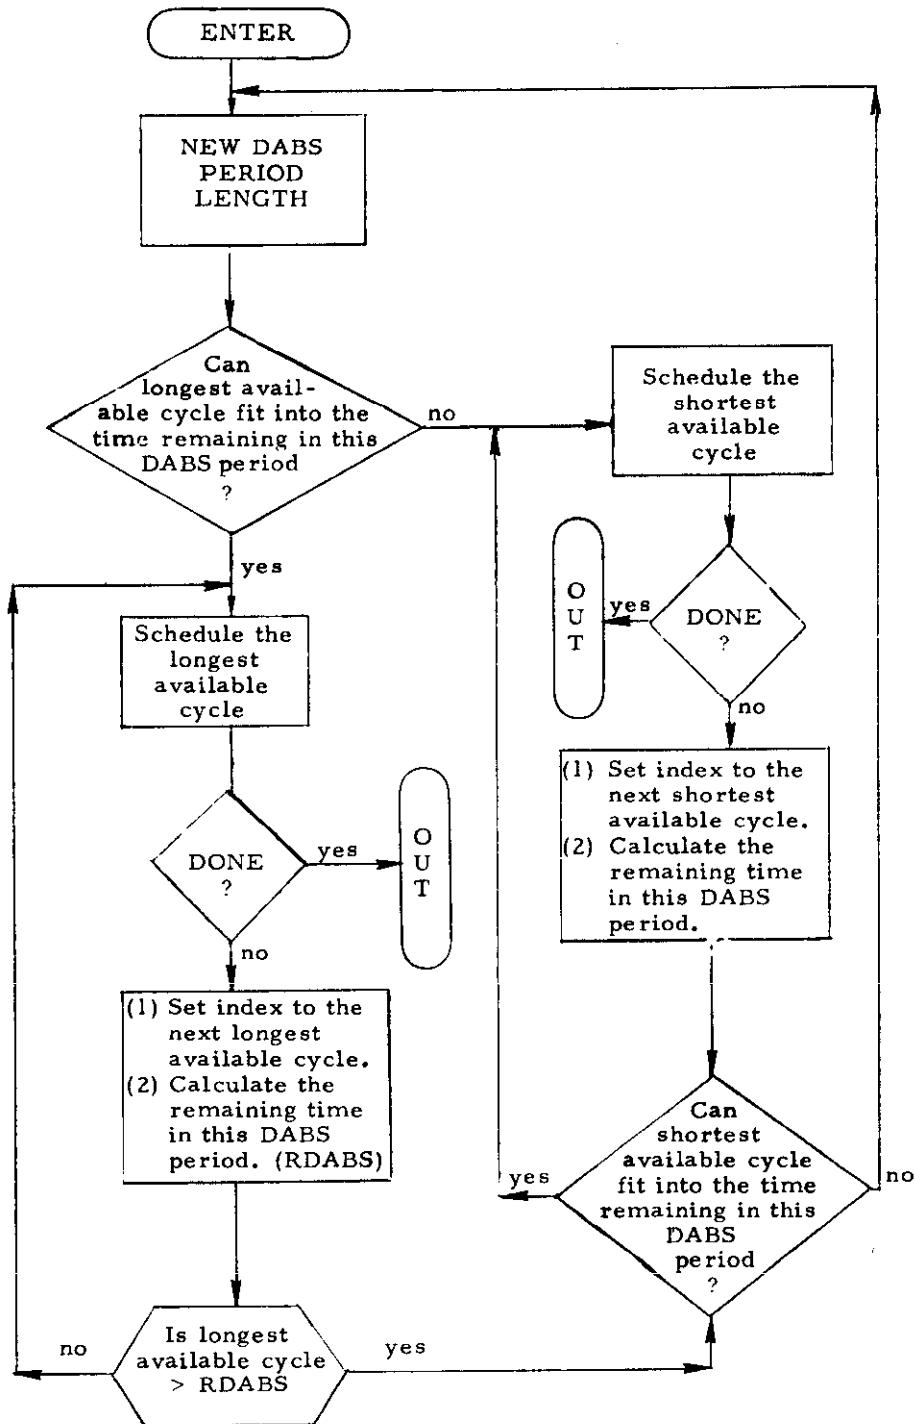 ENTER
NEW DABS
PERIOD
LENGTH
Can
longest avail-
able cycle fit into the
time remaining in this
DABS period
?
no
yes
Schedule the
longest
available
cycle
DONE
?
yes
O
U
T
no
(1) Set index to the
next longest
available cycle.
(2) Calculate the
remaining time
in this DABS
period. (RDABS)
Is longest
available cycle
> RDABS
no
yes
Schedule the
shortest
available
cycle
DONE
?
yes
O
U
T
no
(1) Set index to the
next shortest
available cycle.
(2) Calculate the
remaining time
in this DABS
period.
Can
shortest
available cycle
fit into the time
remaining in this
DABS
period
?
yes
no